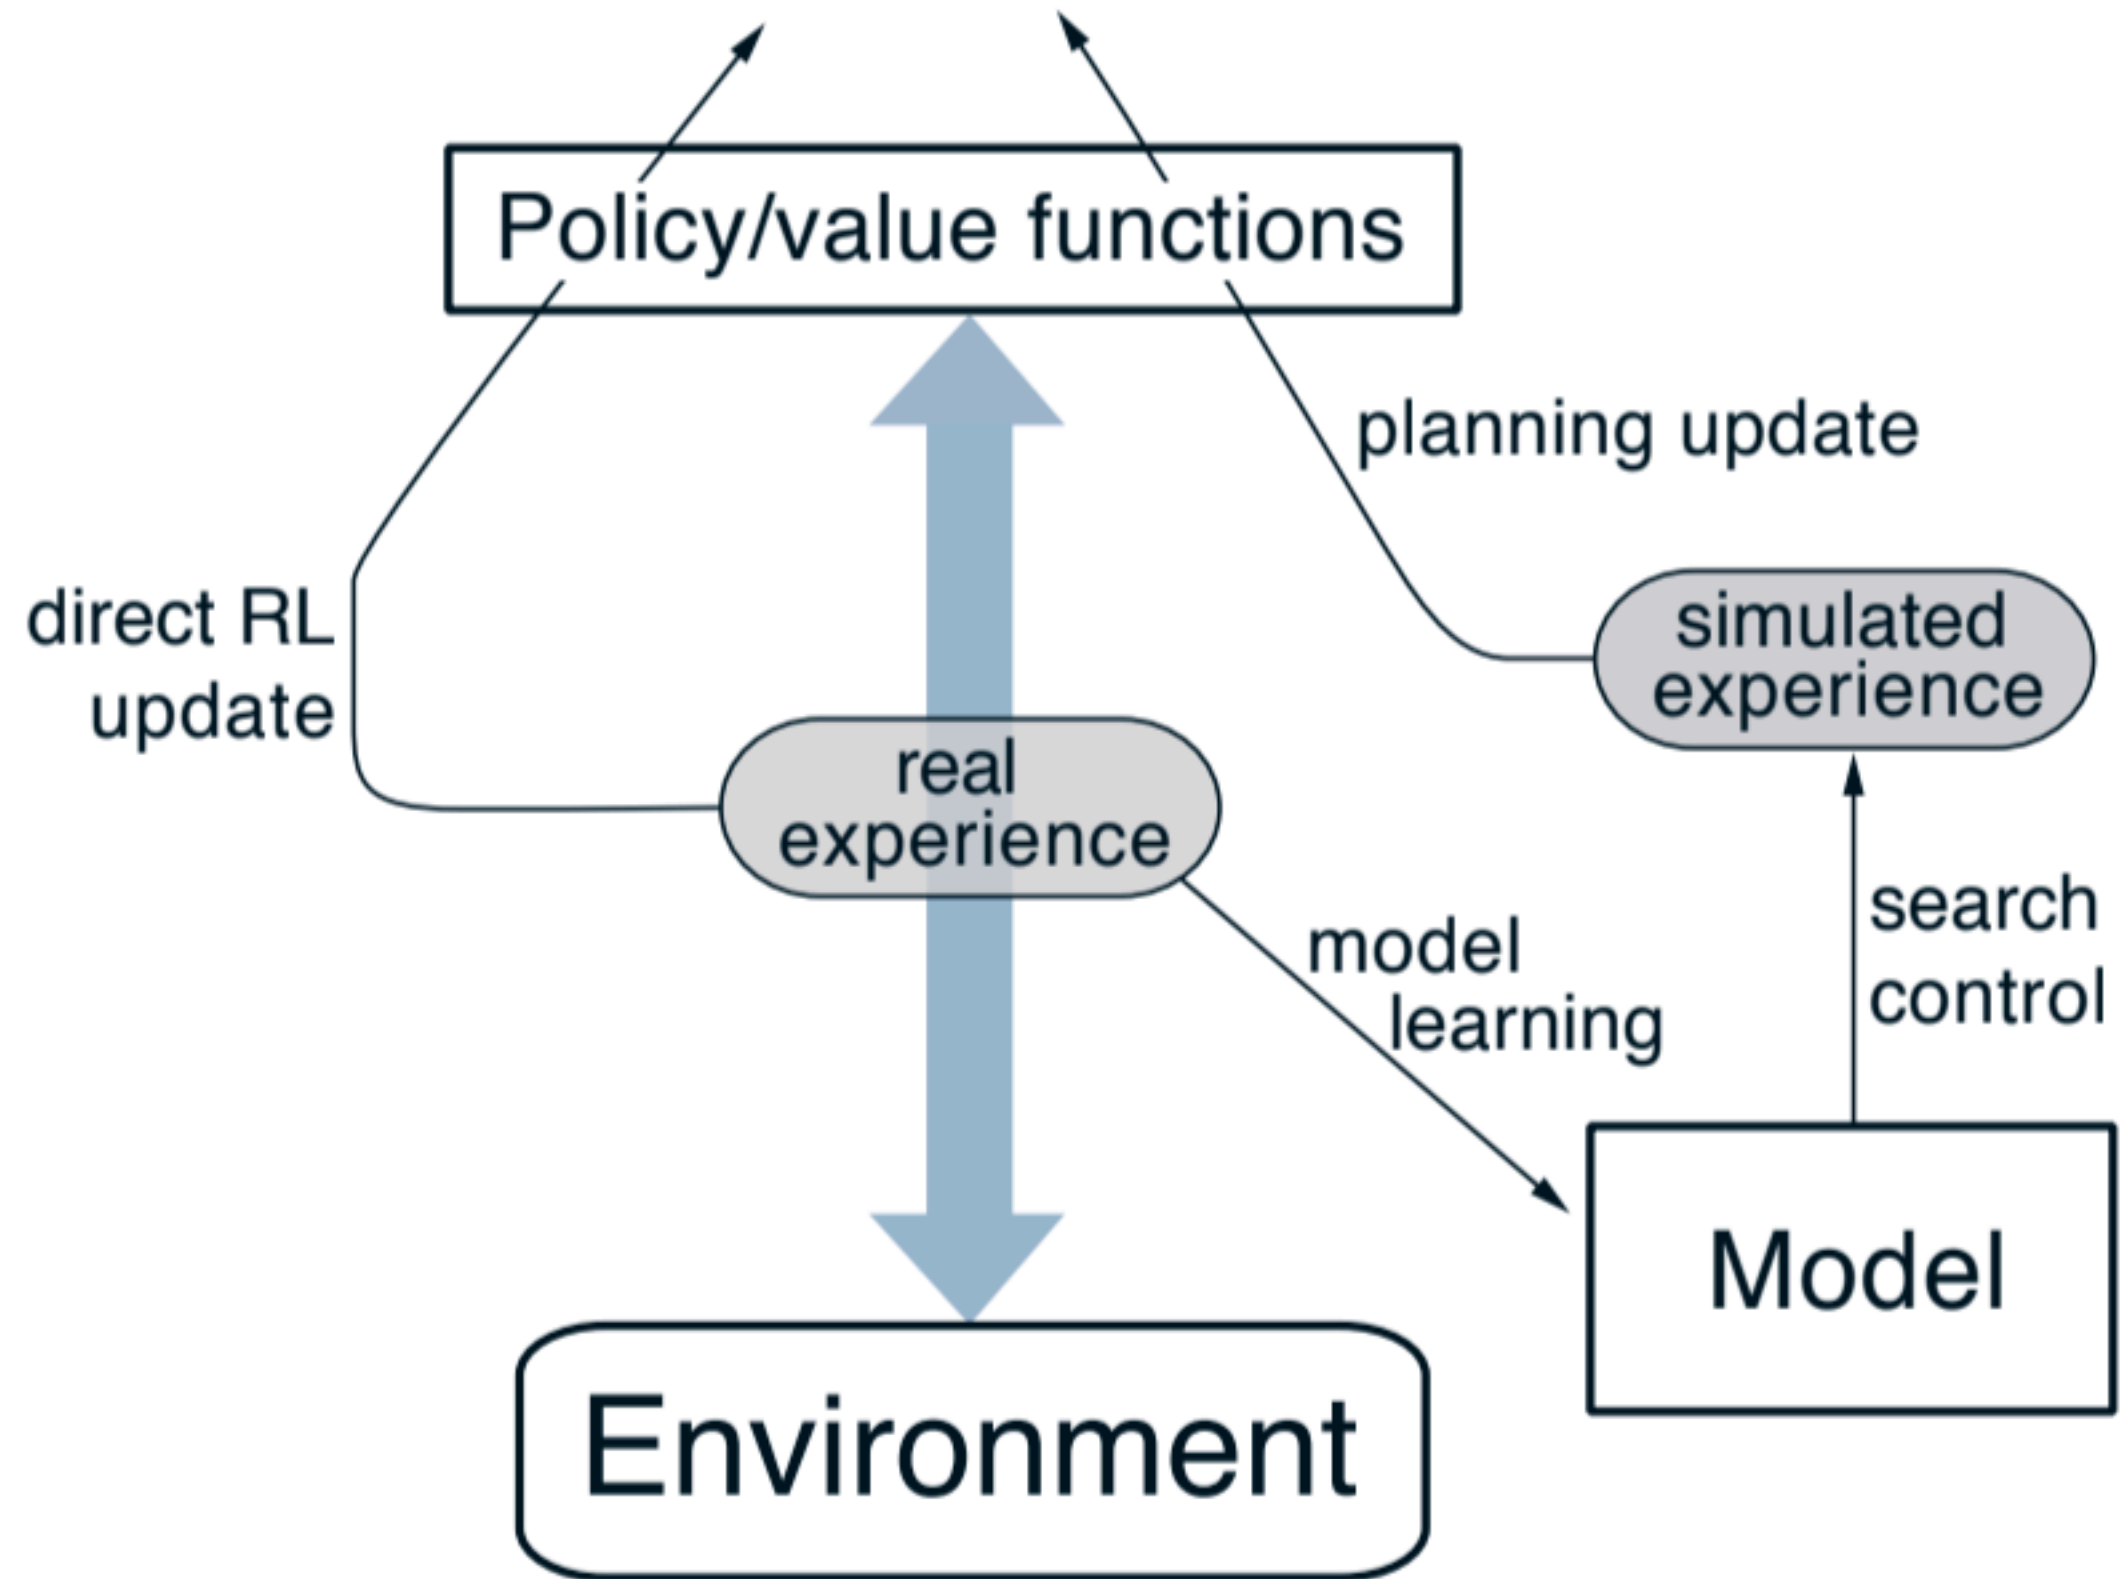 Policy/value functions
planning update
direct RL
update
simulated
experience
real
experience
model
learning
search
control
Model
Environment